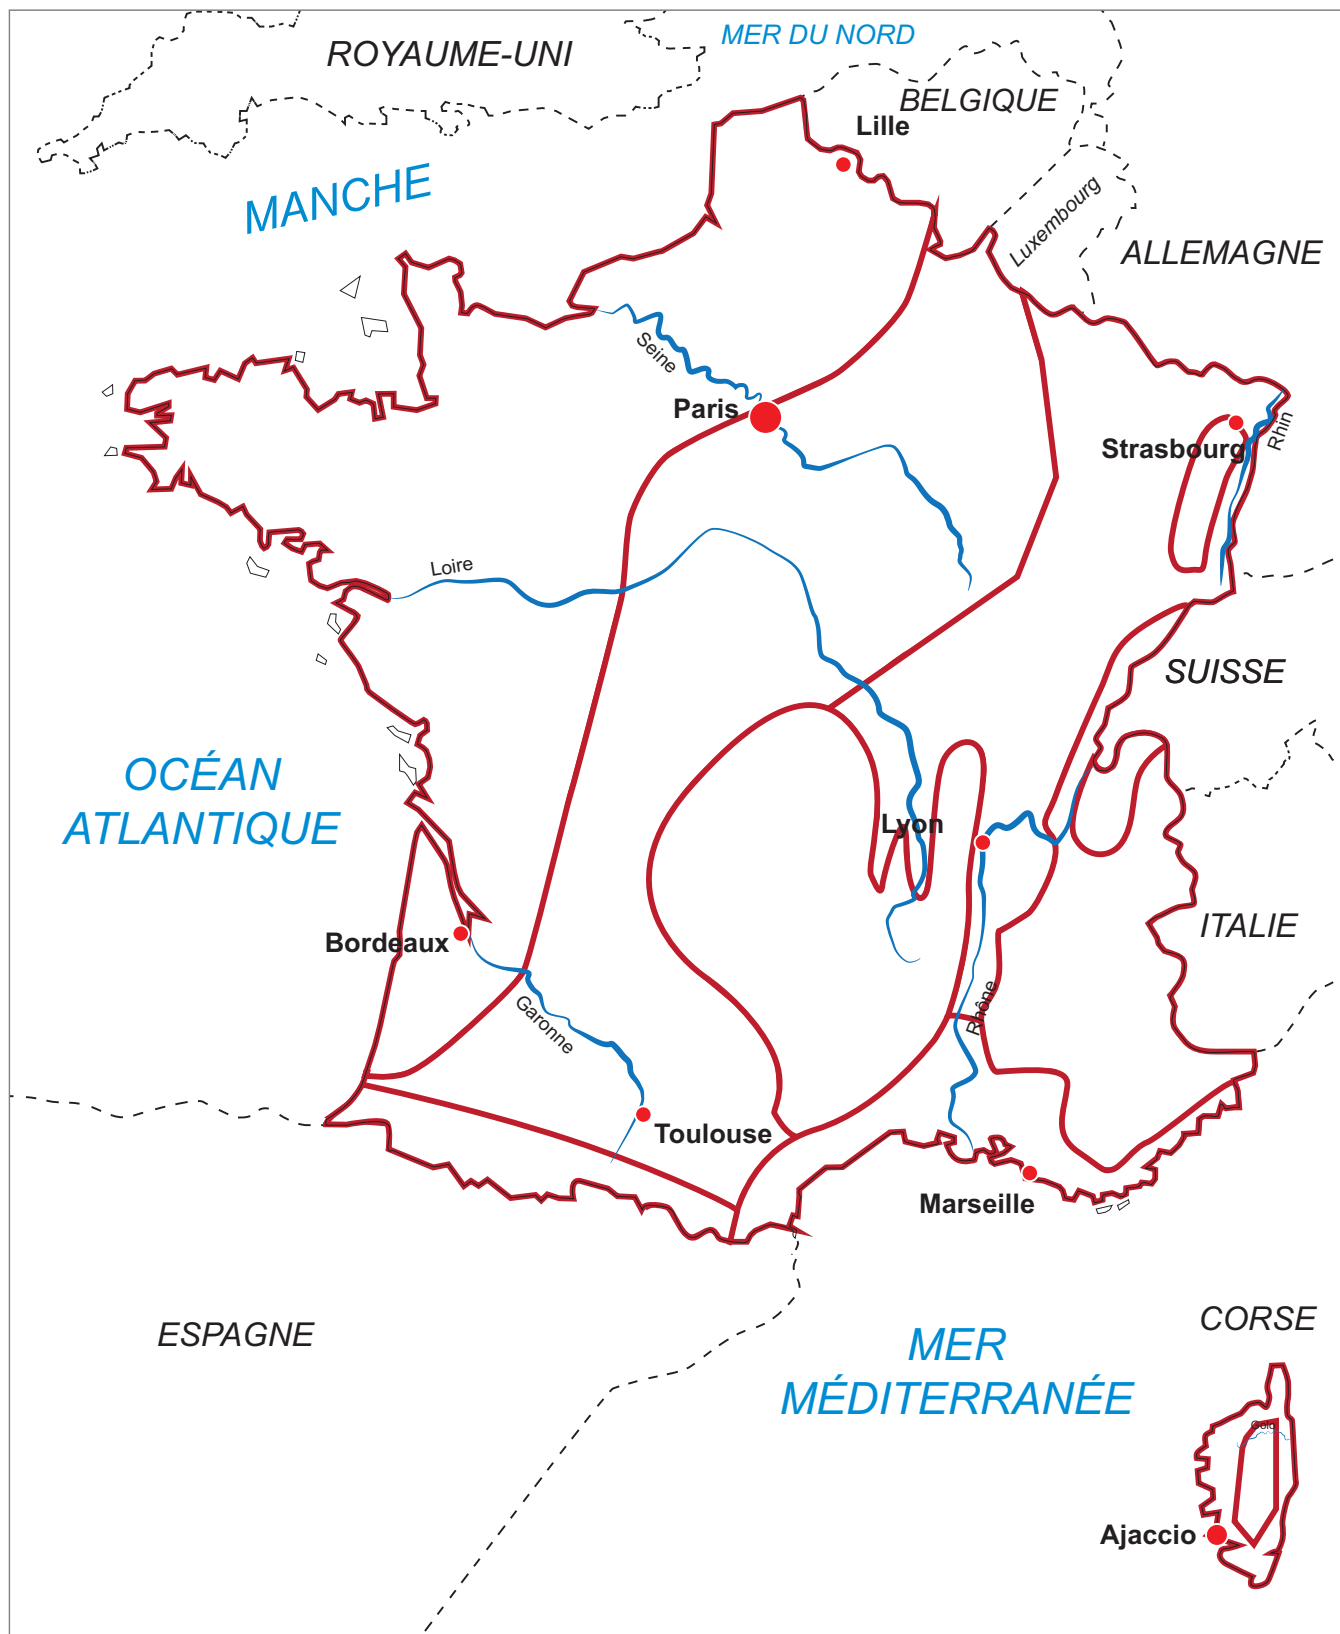 MER DU NORD
ROYAUME-UNI
BELGIQUE
Lille
MANCHE
Luxembourg
ALLEMAGNE
Seine
Paris
Rhin
Strasbourg
Loire
SUISSE
OCÉAN
ATLANTIQUE
Lyon
ITALIE
Bordeaux
Garonne
Rhône
Toulouse
Marseille
ESPAGNE
CORSE
MER
MÉDITERRANÉE
Golo
Ajaccio